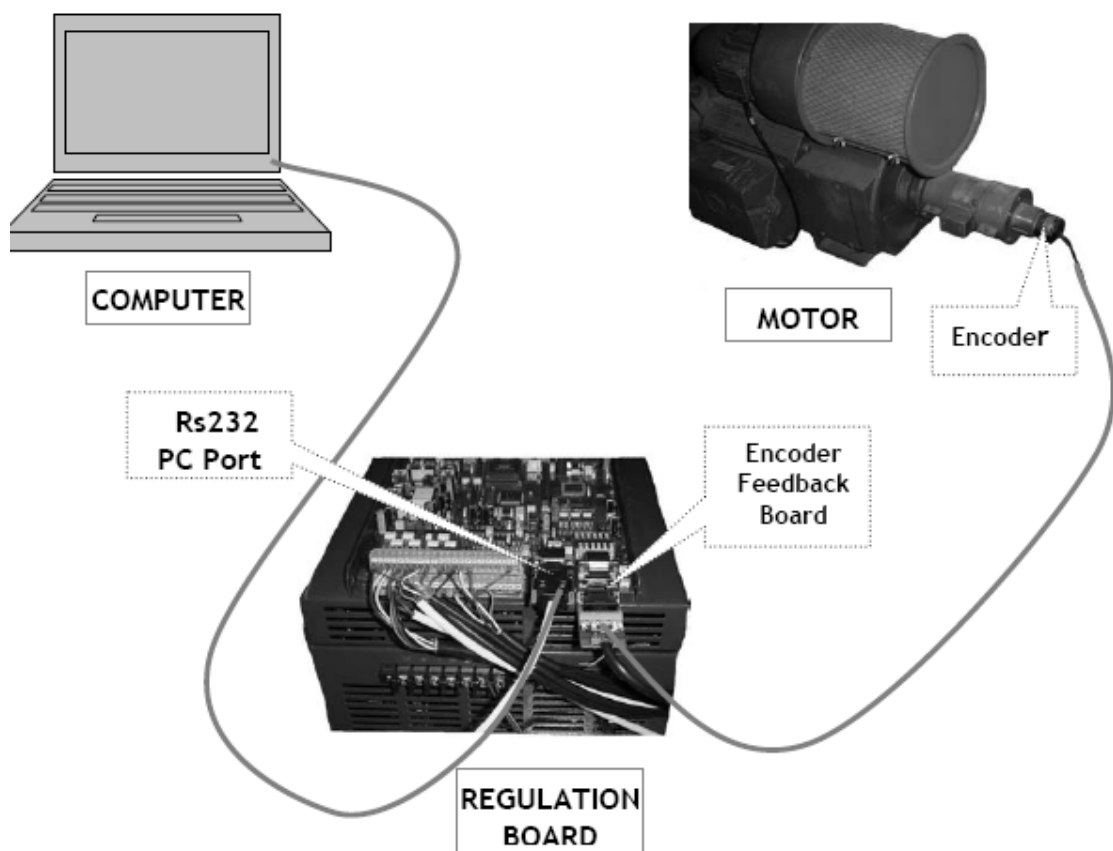 COMPUTER
MOTOR
Encoder
Rs232
PC Port
Encoder
Feedback
Board
REGULATION
BOARD